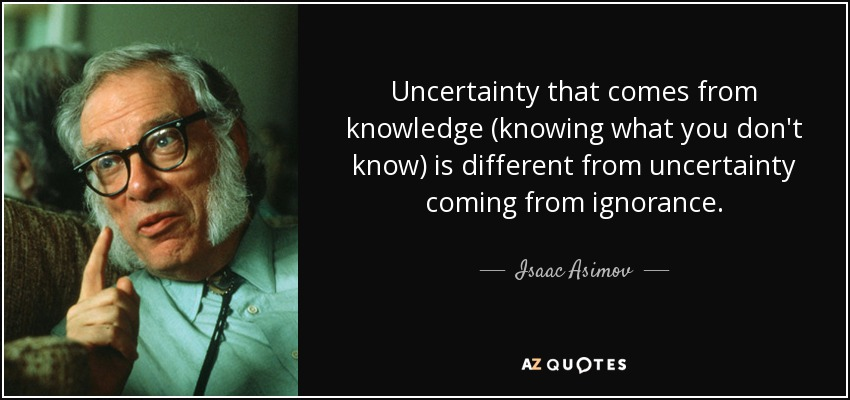 Uncertainty that comes from
knowledge (knowing what you don't
know) is different from uncertainty
coming from ignorance.
Isaac Asimov
AZ QUOTES